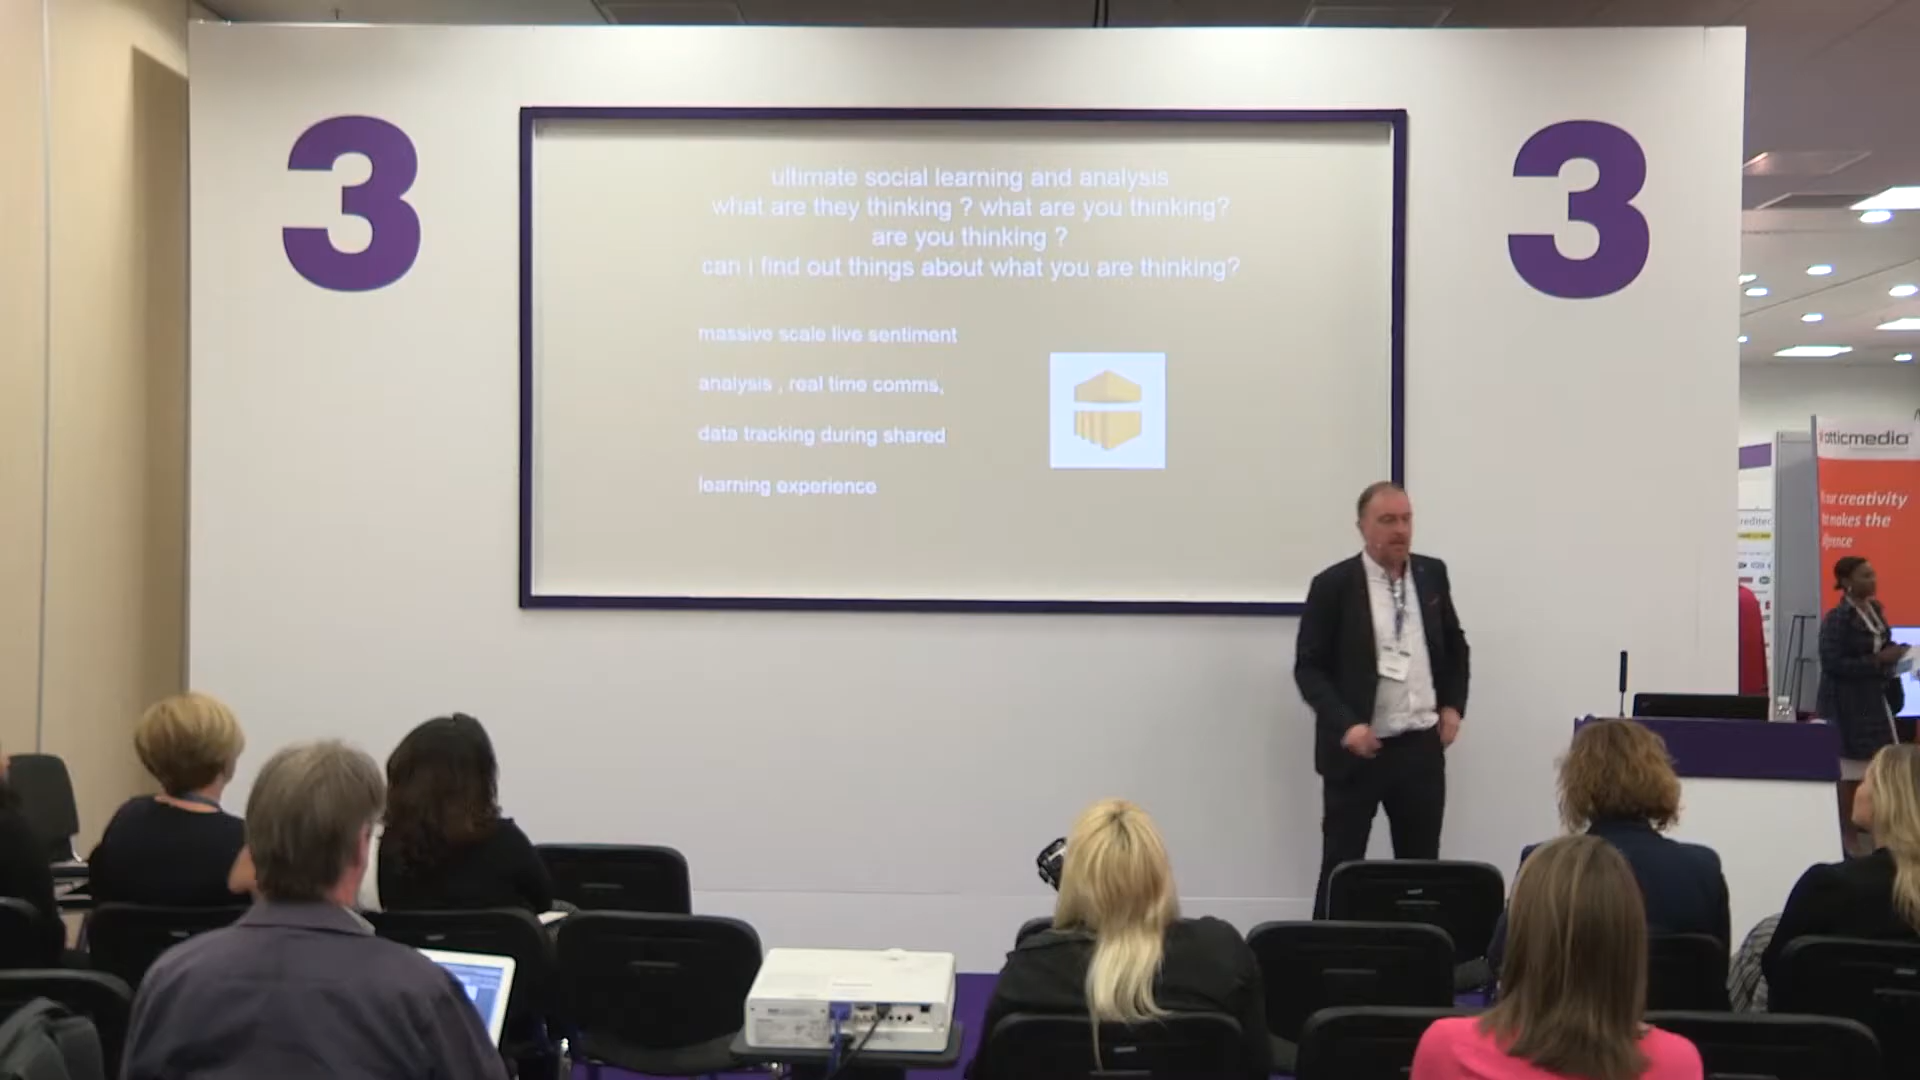 3
3
ultimate social learning and analysis
what are they thinking ? what are you thinking?
are you thinking ?
can i find out things about what you are thinking?
massive scale live sentiment
analysis , real time comms,
data tracking during shared
learning experience
atticmedia
creativity
makes the